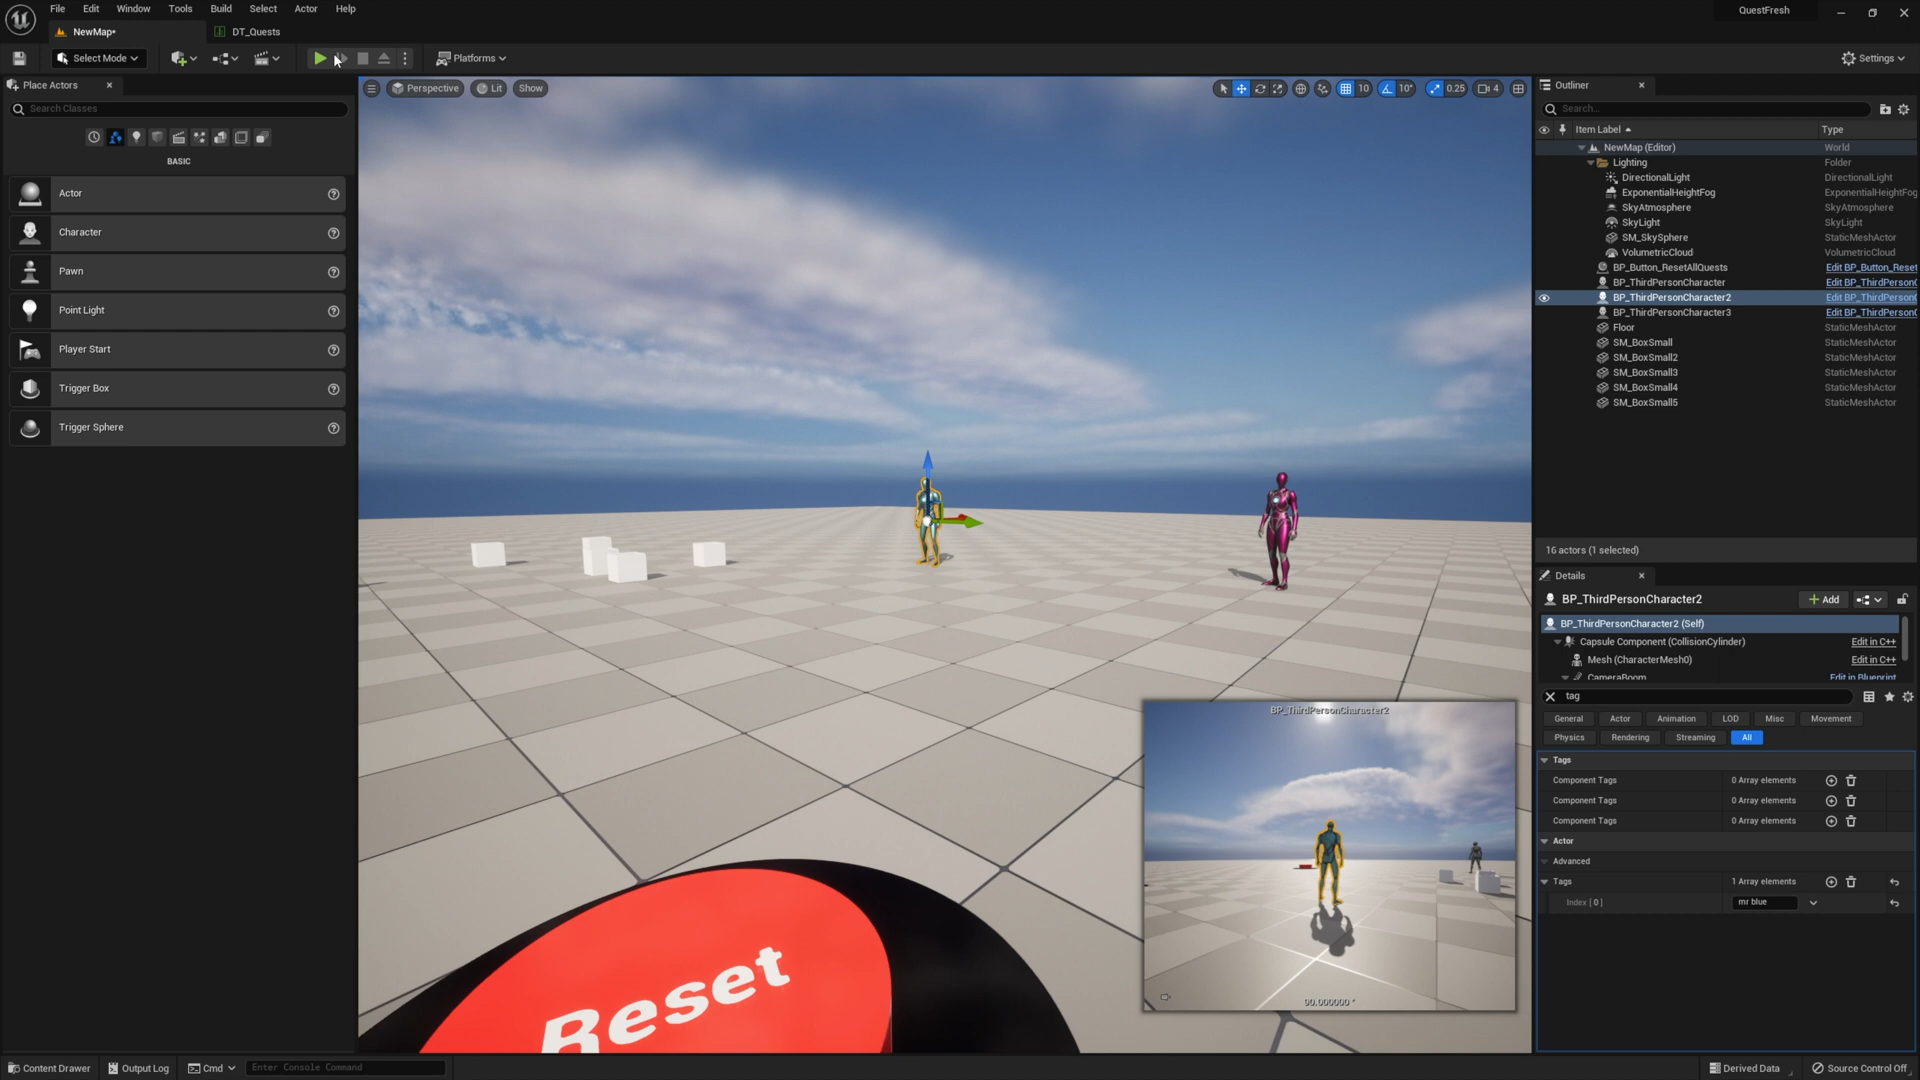 File Edit Window Tools Build Select Actor Help
QuestFresh
NewMap•
DT_Quests
Select Mode
Platforms
Settings
Place Actors
Search Classes
BASIC
Actor
Character
Pawn
Point Light
Player Start
Trigger Box
Trigger Sphere
Perspective
Lit
Show
10
10°
0.25
4
Reset
BP_ThirdPersonCharacter2
90.000000 °
Outliner
Search...
Item Label
Type
NewMap (Editor) World
Lighting Folder
DirectionalLight DirectionalLight
ExponentialHeightFog ExponentialHeightFog
SkyAtmosphere SkyAtmosphere
SkyLight SkyLight
SM_SkySphere StaticMeshActor
VolumetricCloud VolumetricCloud
BP_Button_ResetAllQuests Edit BP_Button_Reset
BP_ThirdPersonCharacter Edit BP_ThirdPersonC
BP_ThirdPersonCharacter2 Edit BP_ThirdPersonC
BP_ThirdPersonCharacter3 Edit BP_ThirdPersonC
Floor StaticMeshActor
SM_BoxSmall StaticMeshActor
SM_BoxSmall2 StaticMeshActor
SM_BoxSmall3 StaticMeshActor
SM_BoxSmall4 StaticMeshActor
SM_BoxSmall5 StaticMeshActor
16 actors (1 selected)
Details
BP_ThirdPersonCharacter2
Add
BP_ThirdPersonCharacter2 (Self)
Capsule Component (CollisionCylinder) Edit in C++
Mesh (CharacterMesh0) Edit in C++
CameraBoom Edit in Blueprint
tag
General Actor Animation LOD Misc Movement
Physics Rendering Streaming All
Tags
Component Tags 0 Array elements
Component Tags 0 Array elements
Component Tags 0 Array elements
Actor
Advanced
Tags 1 Array elements
Index [ 0 ] mr blue
Content Drawer
Output Log
Cmd
Enter Console Command
Derived Data
Source Control Off